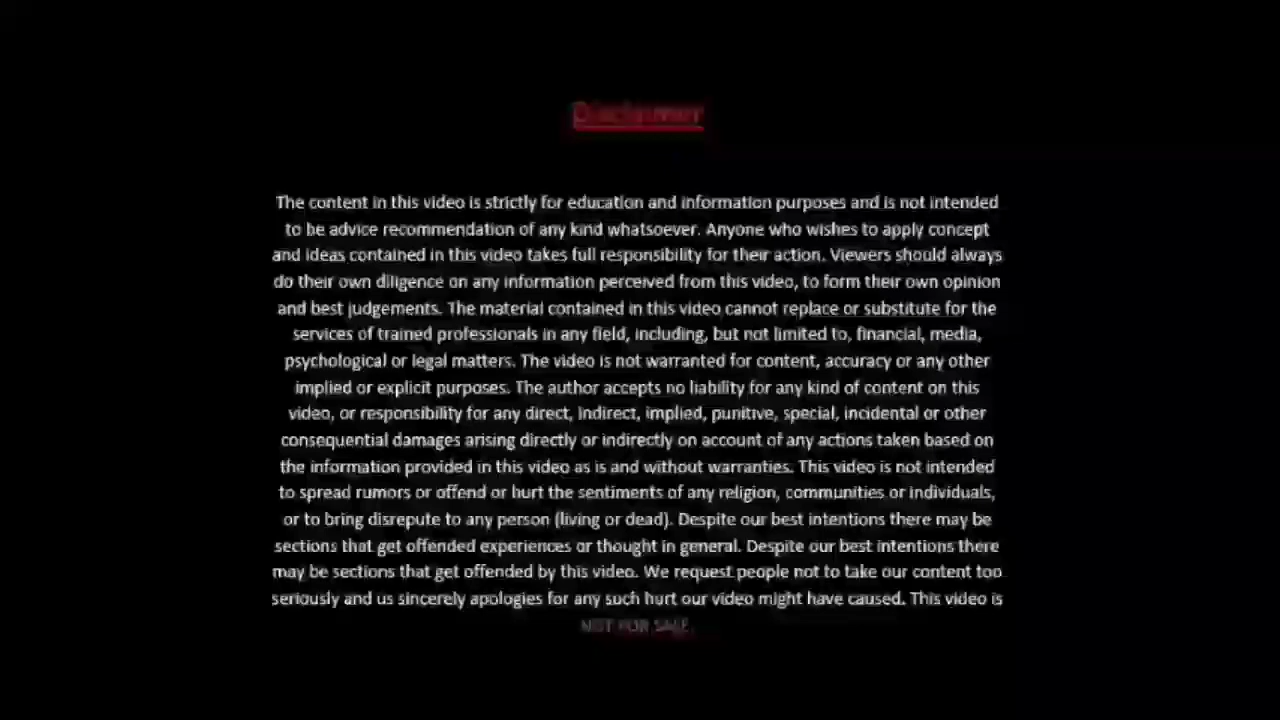 Disclaimer
The content in this video is strictly for education and information purposes and is not intended
to be advice recommendation of any kind whatsoever. Anyone who wishes to apply concept
and ideas contained in this video takes full responsibility for their action. Viewers should always
do their own diligence on any information perceived from this video, to form their own opinion
and best judgements. The material contained in this video cannot replace or substitute for the
services of trained professionals in any field, including, but not limited to, financial, media,
psychological or legal matters. The video is not warranted for content, accuracy or any other
implied or explicit purposes. The author accepts no liability for any kind of content on this
video, or responsibility for any direct, indirect, implied, punitive, special, incidental or other
consequential damages arising directly or indirectly on account of any actions taken based on
the information provided in this video as is and without warranties. This video is not intended
to spread rumors or offend or hurt the sentiments of any religion, communities or individuals,
or to bring disrepute to any person (living or dead). Despite our best intentions there may be
sections that get offended experiences or thought in general. Despite our best intentions there
may be sections that get offended by this video. We request people not to take our content too
seriously and us sincerely apologies for any such hurt our video might have caused. This video is
NOT FOR SALE.